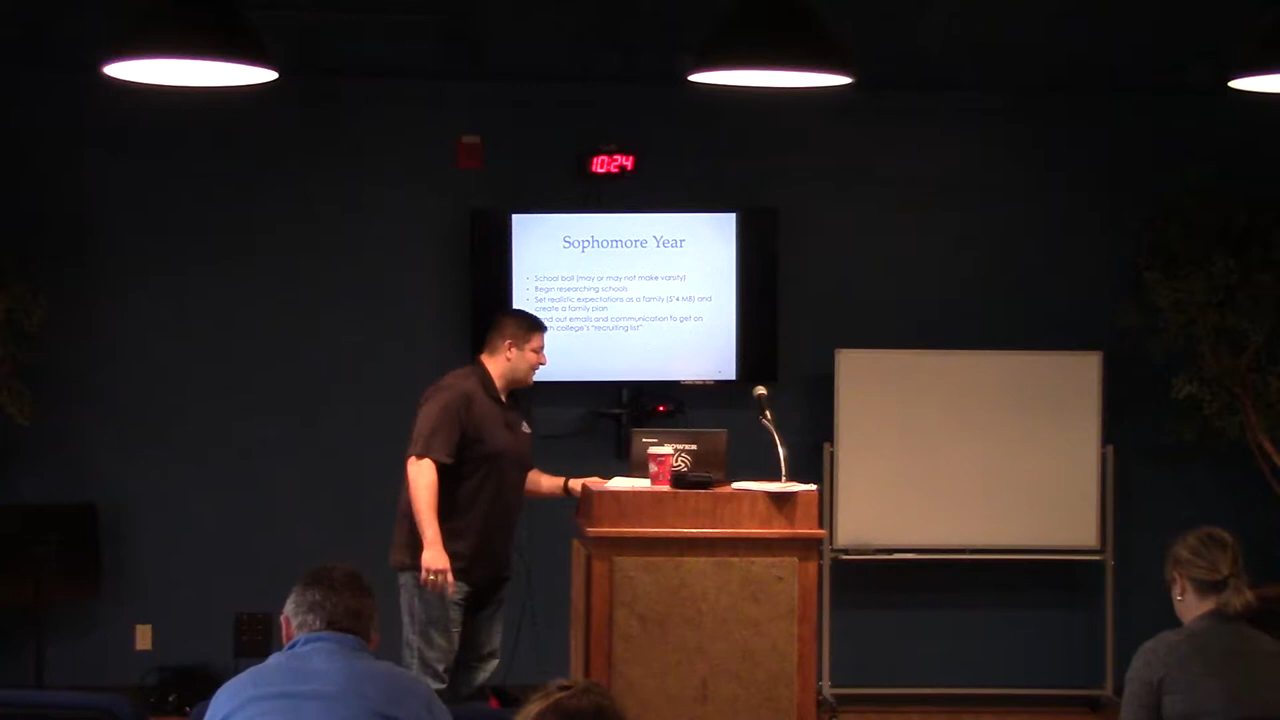 10:24
Sophomore Year
• School ball (may or may not make varsity)
• Begin researching schools
• Set realistic expectations as a family (5'4 MB) and
create a family plan
out emails and communication to get on
college's "recruiting list"
POWER